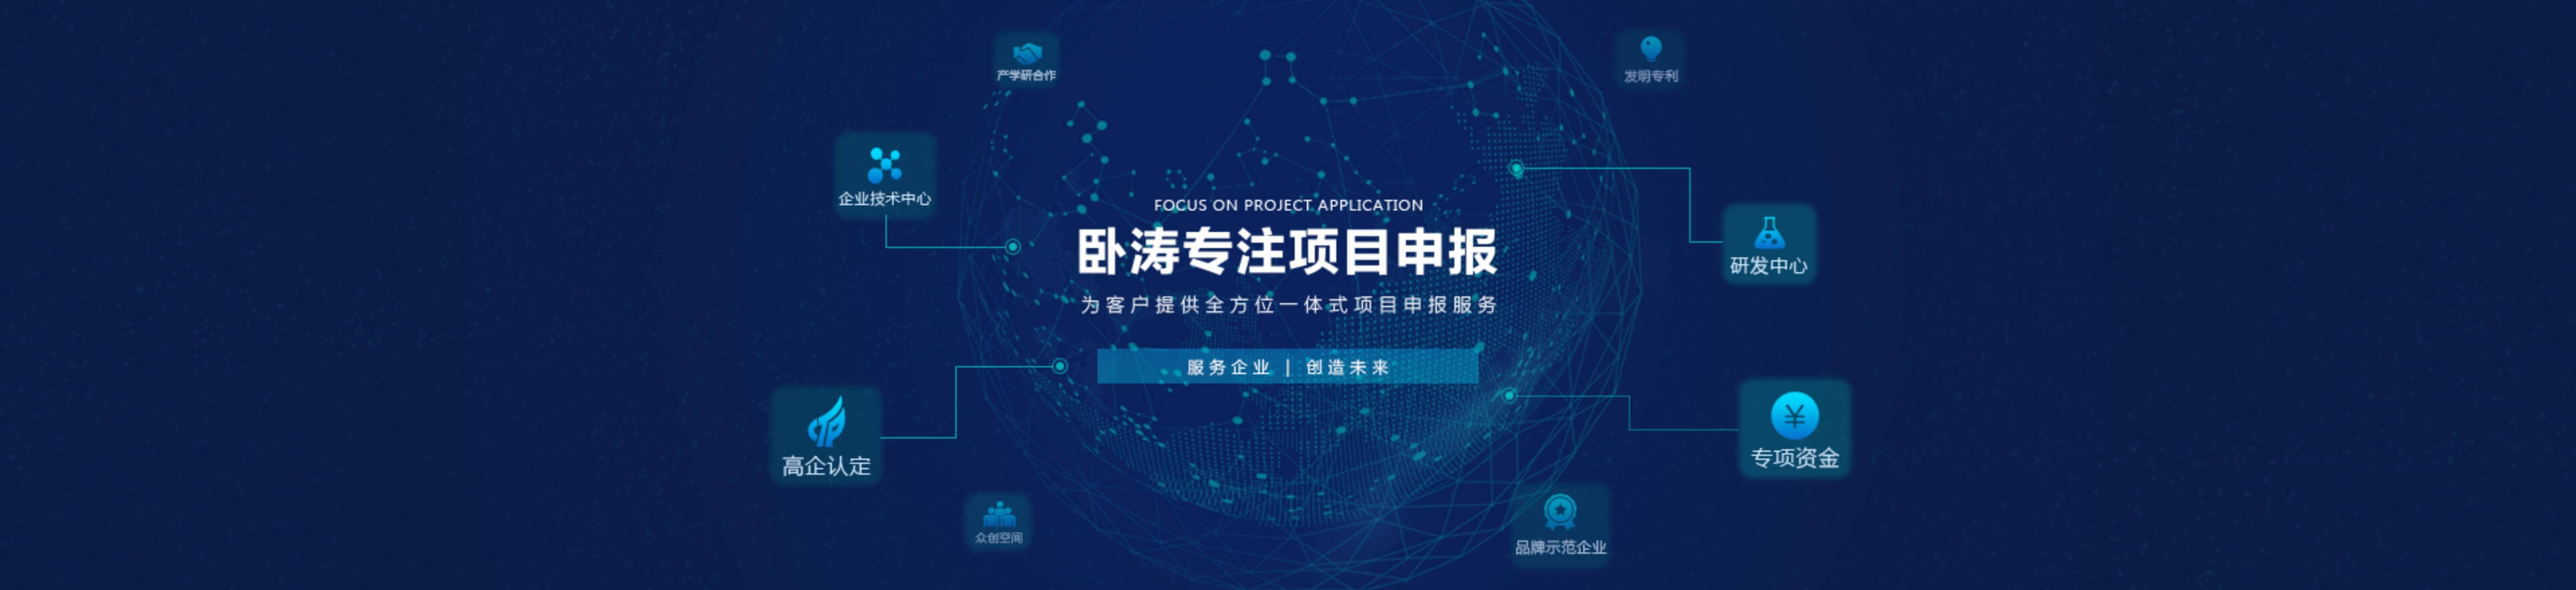 产学研合作
发明专利
企业技术中心
FOCUS ON PROJECT APPLICATION
卧涛专注项目申报
研发中心
为客户提供全方位一体式项目申报服务
服务企业 | 创造未来
高企认定
¥
专项资金
众创空间
品牌示范企业